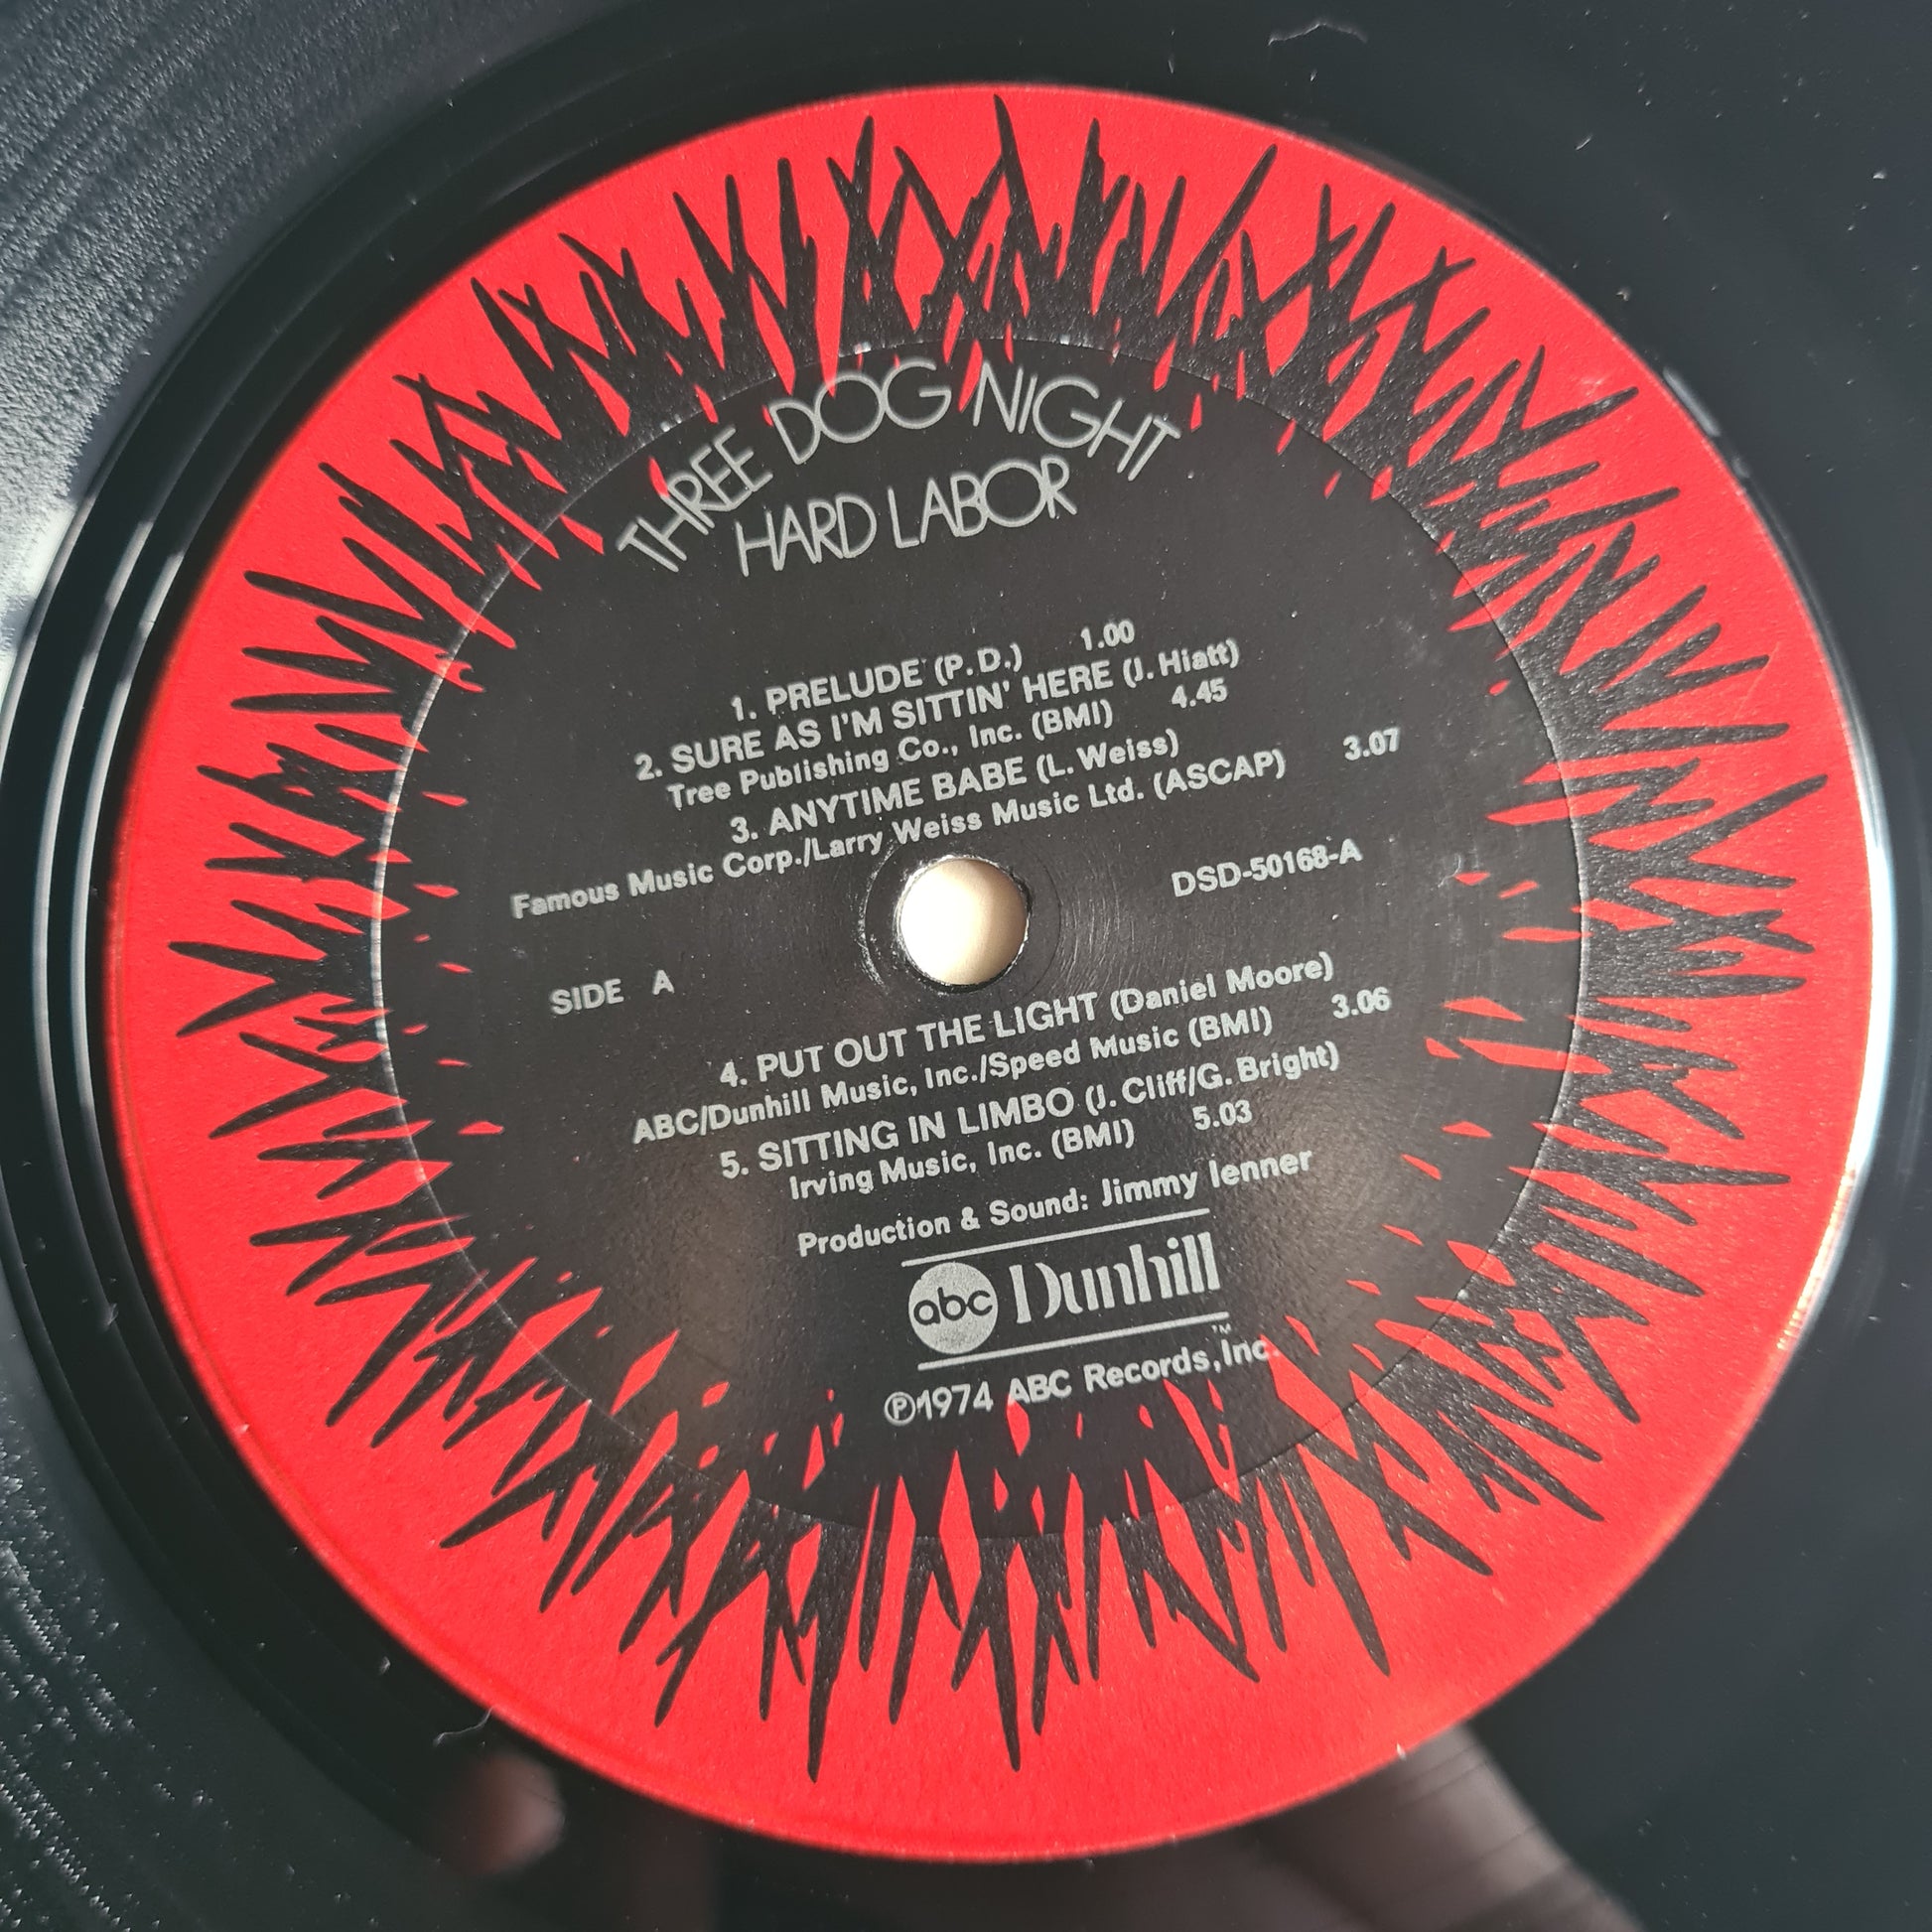 THREE DOG NIGHT
HARD LABOR
1. PRELUDE (P.D.) 1.00
2. SURE AS I'M SITTIN' HERE (J. Hiatt)
Tree Publishing Co., Inc. (BMI) 4.45
3. ANYTIME BABE (L. Weiss)
Famous Music Corp./Larry Weiss Music Ltd. (ASCAP) 3.07
DSD-50168-A
SIDE A
4. PUT OUT THE LIGHT (Daniel Moore)
ABC/Dunhill Music, Inc./Speed Music (BMI) 3.06
5. SITTING IN LIMBO (J. Cliff/G. Bright)
Irving Music, Inc. (BMI) 5.03
Production & Sound: Jimmy Ienner
abc Dunhill
TM
℗1974 ABC Records, Inc.